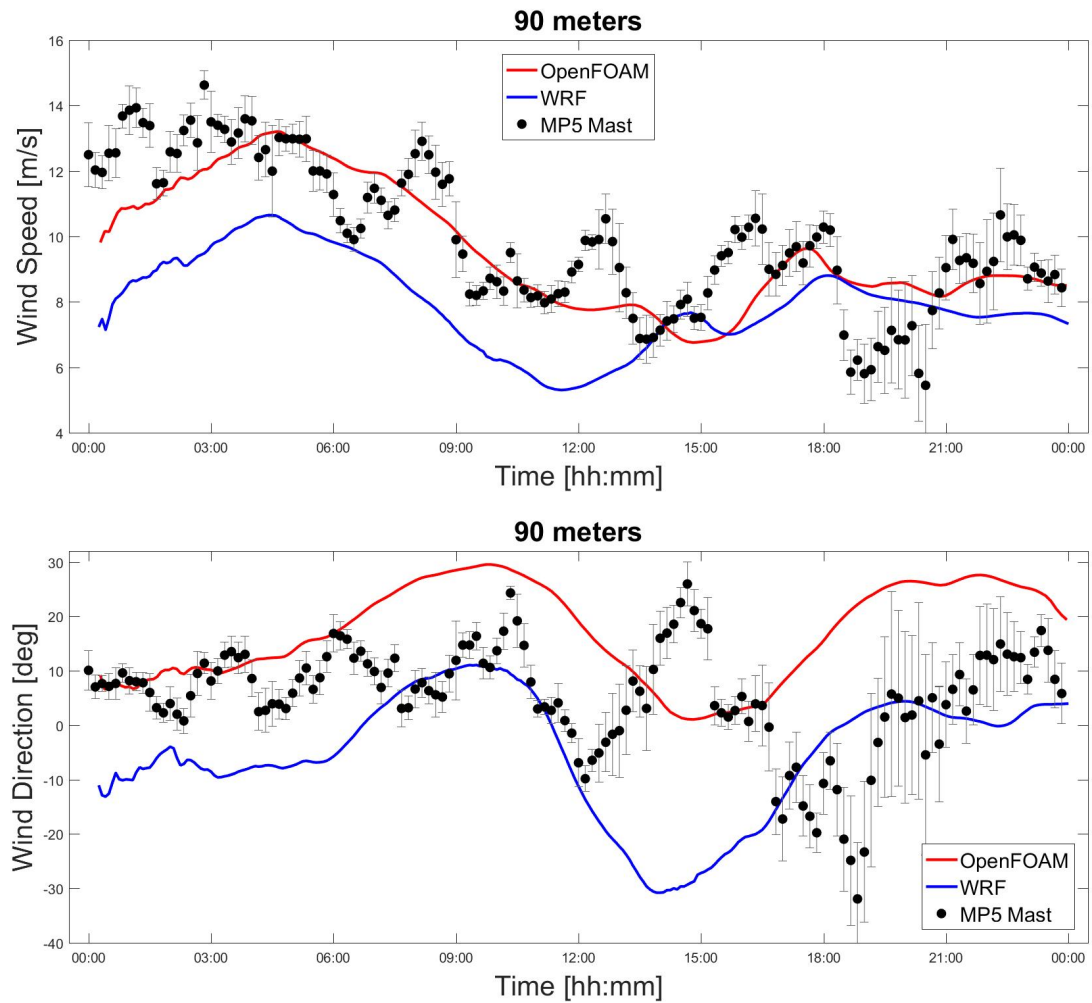 90 meters
16
14
12
10
8
6
4
Wind Speed [m/s]
OpenFOAM
WRF
MP5 Mast
00:00 03:00 06:00 09:00 12:00 15:00 18:00 21:00 00:00
Time [hh:mm]
90 meters
30
20
10
0
-10
-20
-30
-40
Wind Direction [deg]
OpenFOAM
WRF
MP5 Mast
00:00 03:00 06:00 09:00 12:00 15:00 18:00 21:00 00:00
Time [hh:mm]